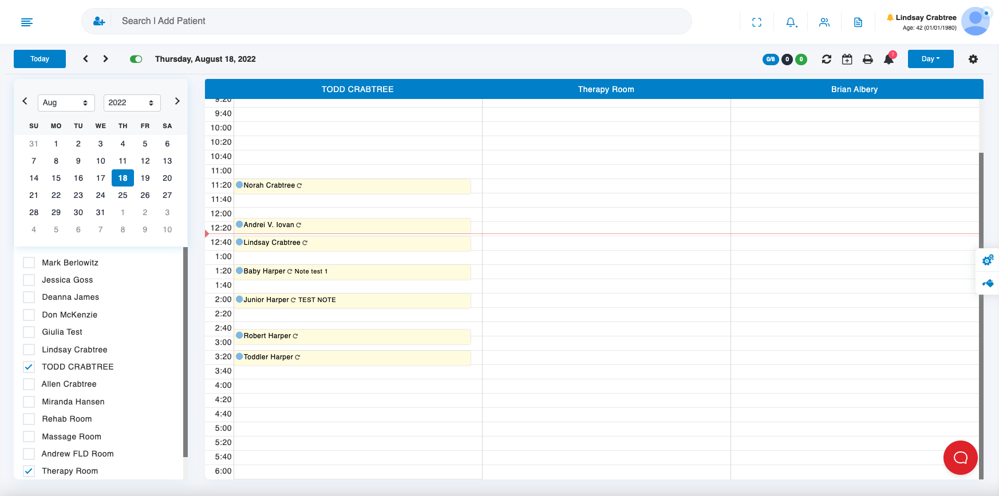 Search | Add Patient
Lindsay Crabtree
Age: 42 (01/01/1980)
Today
Thursday, August 18, 2022
0/8 0 0
7
Day
Aug 2022
SU MO TU WE TH FR SA
31 1 2 3 4 5 6
7 8 9 10 11 12 13
14 15 16 17 18 19 20
21 22 23 24 25 26 27
28 29 30 31 1 2 3
4 5 6 7 8 9 10
Mark Berlowitz
Jessica Goss
Deanna James
Don McKenzie
Giulia Test
Lindsay Crabtree
TODD CRABTREE
Allen Crabtree
Miranda Hansen
Rehab Room
Massage Room
Andrew FLD Room
Therapy Room
TODD CRABTREE Therapy Room Brian Albery
9:20
9:40
10:00
10:20
10:40
11:00
11:20 Norah Crabtree
11:40
12:00
Andrei V. Iovan
12:20
12:40 Lindsay Crabtree
1:00
1:20 Baby Harper Note test 1
1:40
2:00 Junior Harper TEST NOTE
2:20
2:40
Robert Harper
3:00
3:20 Toddler Harper
3:40
4:00
4:20
4:40
5:00
5:20
5:40
6:00